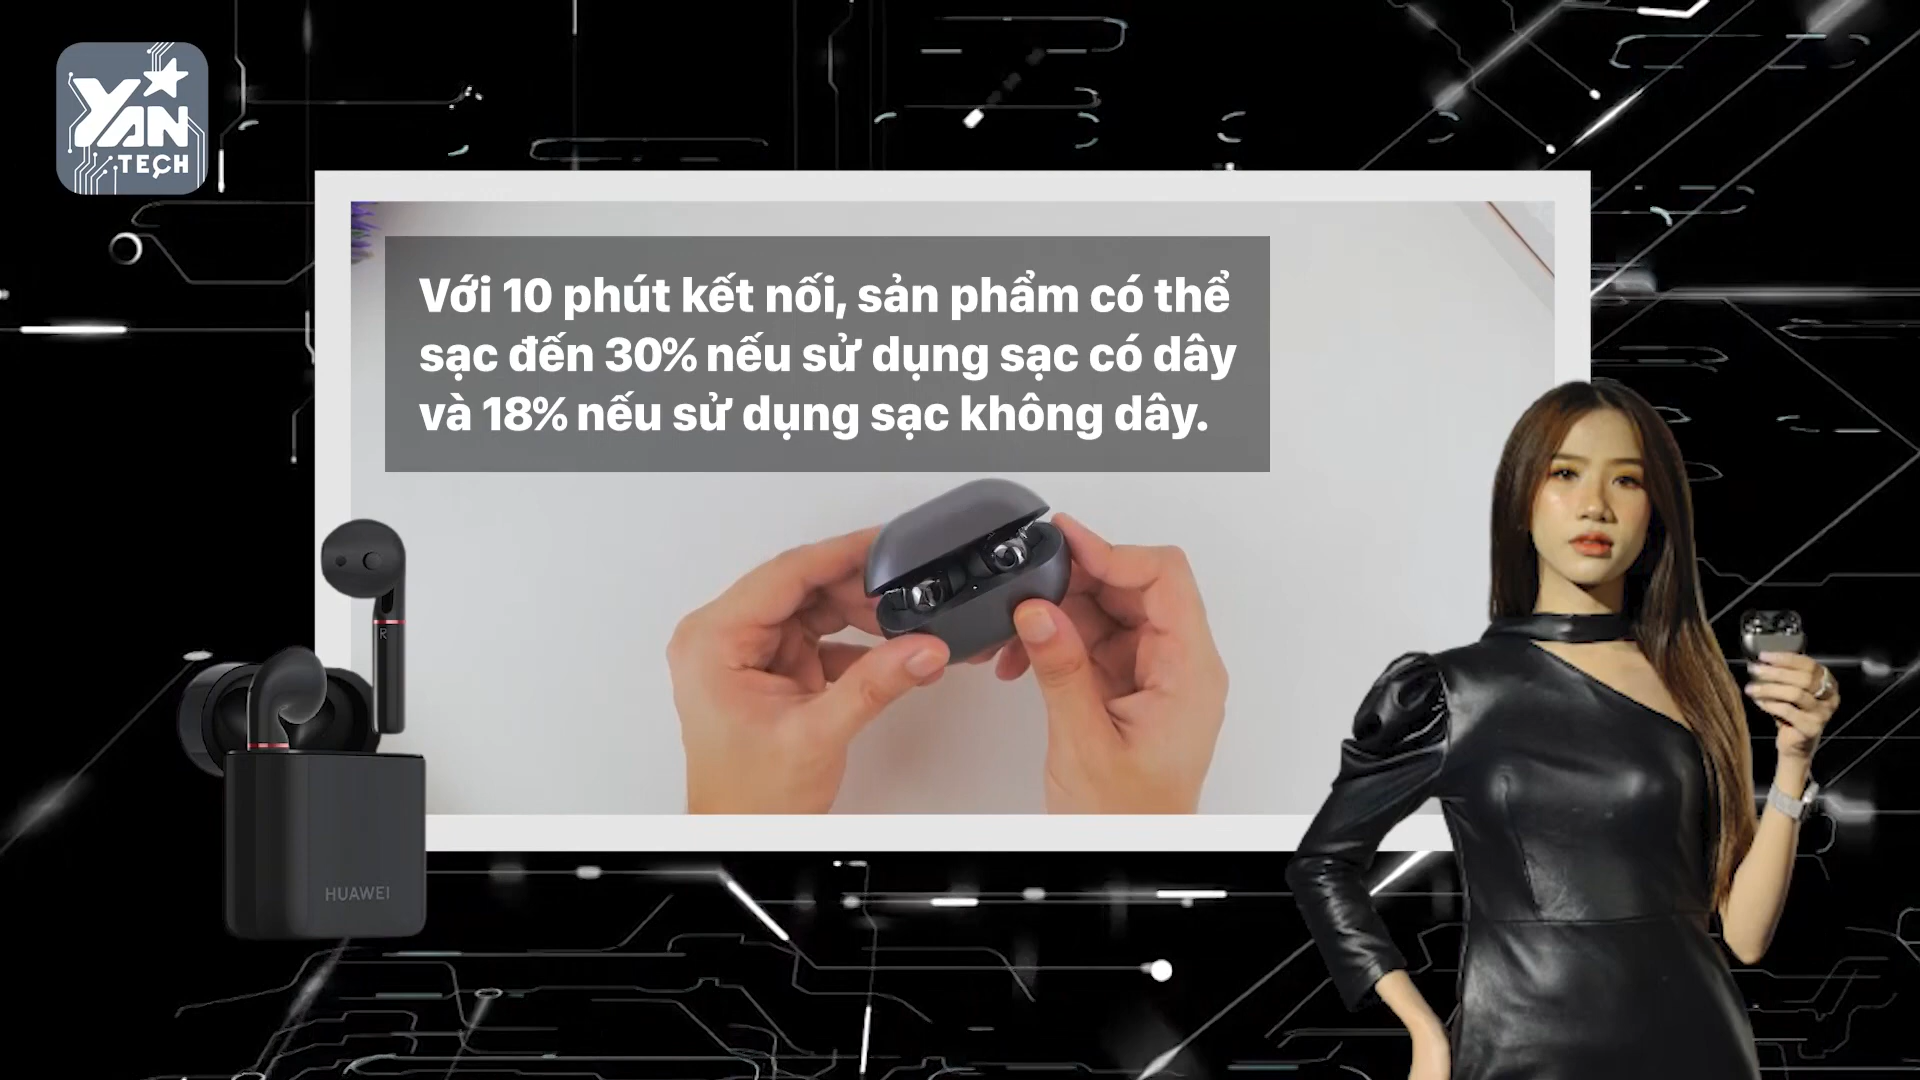 YAN
TECH
Với 10 phút kết nối, sản phẩm có thể
sạc đến 30% nếu sử dụng sạc có dây
và 18% nếu sử dụng sạc không dây.
R
HUAWEI